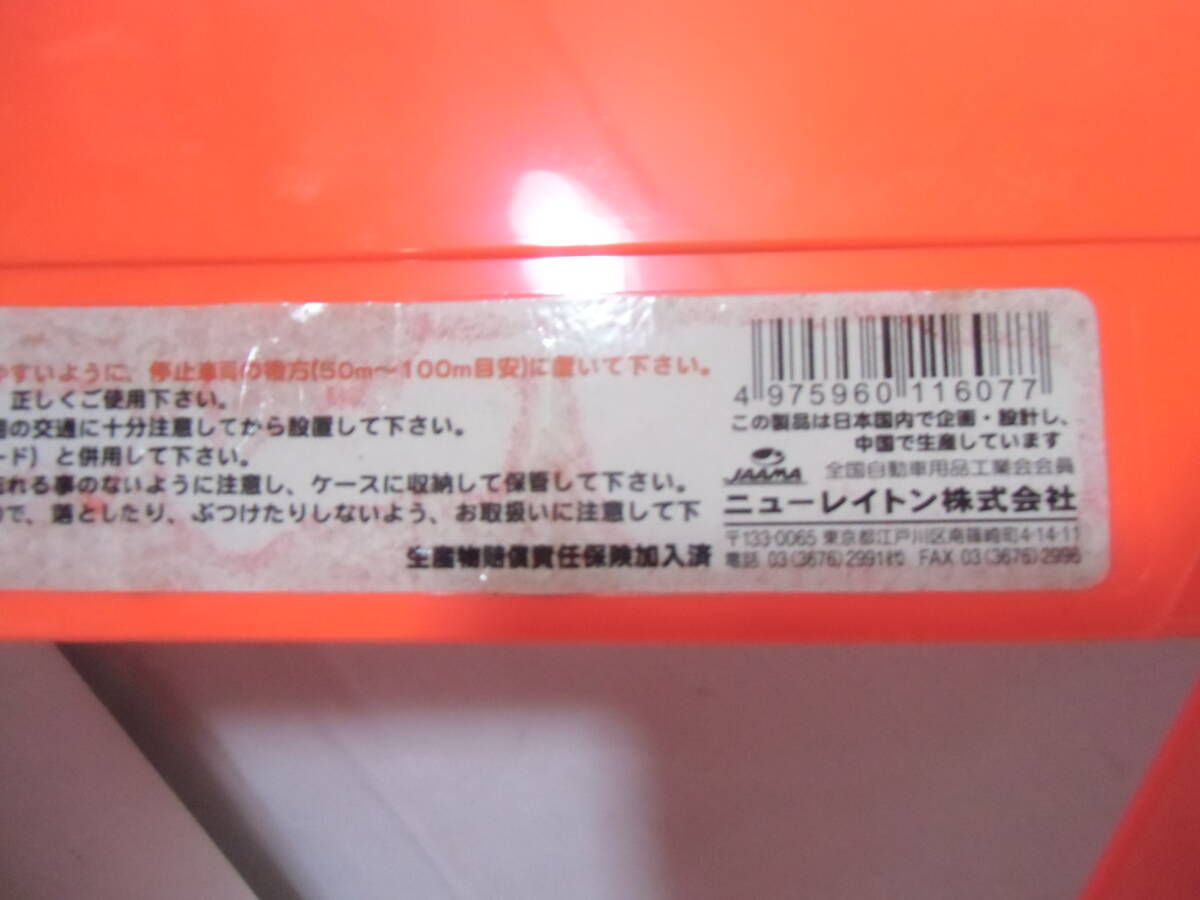 すいように、停止車両の後方(50m～100m目安)に置いて下さい。
正しくご使用下さい。
の交通に十分注意してから設置して下さい。
ード)と併用して下さい。
れる事のないように注意し、ケースに収納して保管して下さい。
ので、落としたり、ぶつけたりしないよう、お取扱いに注意して下
生産物賠償責任保険加入済
4 975960 116077
この製品は日本国内で企画・設計し、
中国で生産しています
JAAMA 全国自動車用品工業会会員
ニューレイトン株式会社
〒133-0065 東京都江戸川区南篠崎町4-14-11
電話 03(3676)2991㈹ FAX 03(3676)2996